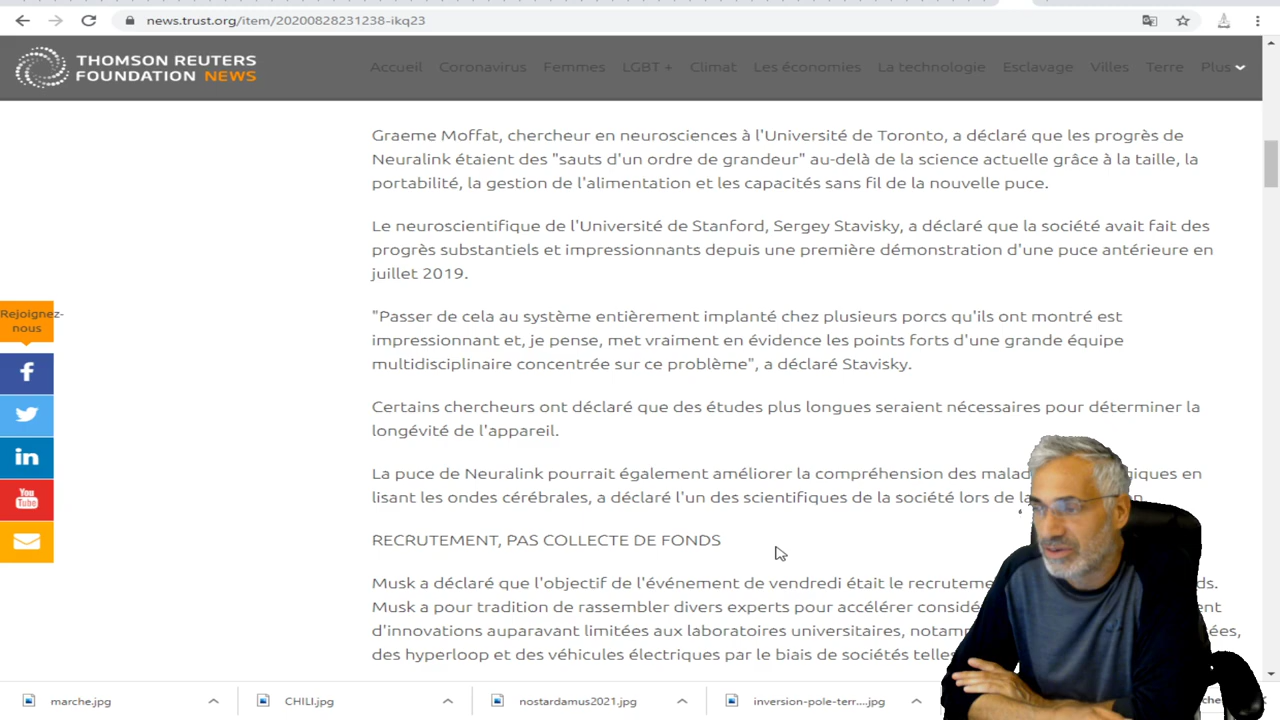 news.trust.org/item/20200828231238-ikq23
THOMSON REUTERS
FOUNDATION NEWS
Accueil Coronavirus Femmes LGBT + Climat Les économies La technologie Esclavage Villes Terre Plus
Graeme Moffat, chercheur en neurosciences à l'Université de Toronto, a déclaré que les progrès de
Neuralink étaient des "sauts d'un ordre de grandeur" au-delà de la science actuelle grâce à la taille, la
portabilité, la gestion de l'alimentation et les capacités sans fil de la nouvelle puce.
Le neuroscientifique de l'Université de Stanford, Sergey Stavisky, a déclaré que la société avait fait des
progrès substantiels et impressionnants depuis une première démonstration d'une puce antérieure en
juillet 2019.
Rejoignez-
nous
"Passer de cela au système entièrement implanté chez plusieurs porcs qu'ils ont montré est
impressionnant et, je pense, met vraiment en évidence les points forts d'une grande équipe
multidisciplinaire concentrée sur ce problème", a déclaré Stavisky.
Certains chercheurs ont déclaré que des études plus longues seraient nécessaires pour déterminer la
longévité de l'appareil.
La puce de Neuralink pourrait également améliorer la compréhension des en
lisant les ondes cérébrales, a déclaré l'un des scientifiques de la société lors de
You
Tube
RECRUTEMENT, PAS COLLECTE DE FONDS
Musk a déclaré que l'objectif de l'événement de vendredi était le
Musk a pour tradition de rassembler divers experts pour accélérer
d'innovations auparavant limitées aux laboratoires universitaires,
des hyperloop et des véhicules électriques par le biais de sociétés
marche.jpg CHILI.jpg nostardamus2021.jpg inversion-pole-terr....jpg